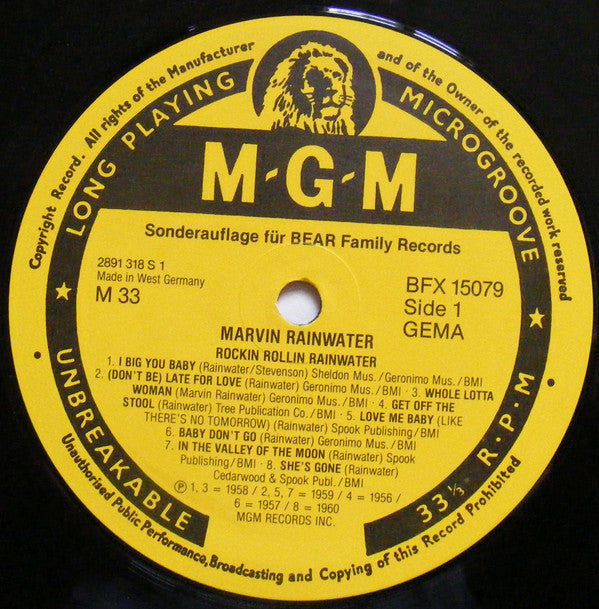 Copyright Record. All rights of the Manufacturer
and of the Owner of the recorded work reserved
LONG PLAYING
MICROGROOVE
M-G-M
Sonderauflage für BEAR Family Records
2891 318 S 1
Made in West Germany
M 33
BFX 15079
Side 1
GEMA
MARVIN RAINWATER
ROCKIN ROLLIN RAINWATER
1. I BIG YOU BABY (Rainwater/Stevenson) Sheldon Mus./Geronimo Mus./BMI
2. (DON'T BE) LATE FOR LOVE (Rainwater) Geronimo Mus./BMI · 3. WHOLE LOTTA
WOMAN (Marvin Rainwater) Geronimo Mus./BMI · 4. GET OFF THE
STOOL (Rainwater) Tree Publication Co./BMI · 5. LOVE ME BABY (LIKE
THERE'S NO TOMORROW) (Rainwater) Spook Publishing/BMI
6. BABY DON'T GO (Rainwater) Geronimo Mus./BMI
7. IN THE VALLEY OF THE MOON (Rainwater) Spook
Publishing/BMI · 8. SHE'S GONE (Rainwater)
Cedarwood & Spook Publ./BMI
Ⓟ 1, 3 = 1958 / 2, 5, 7 = 1959 / 4 = 1956 /
6 = 1957 / 8 = 1960
MGM RECORDS INC.
UNBREAKABLE
33 1/3 R·P·M
Unauthorised Public Performance, Broadcasting and Copying of this Record Prohibited